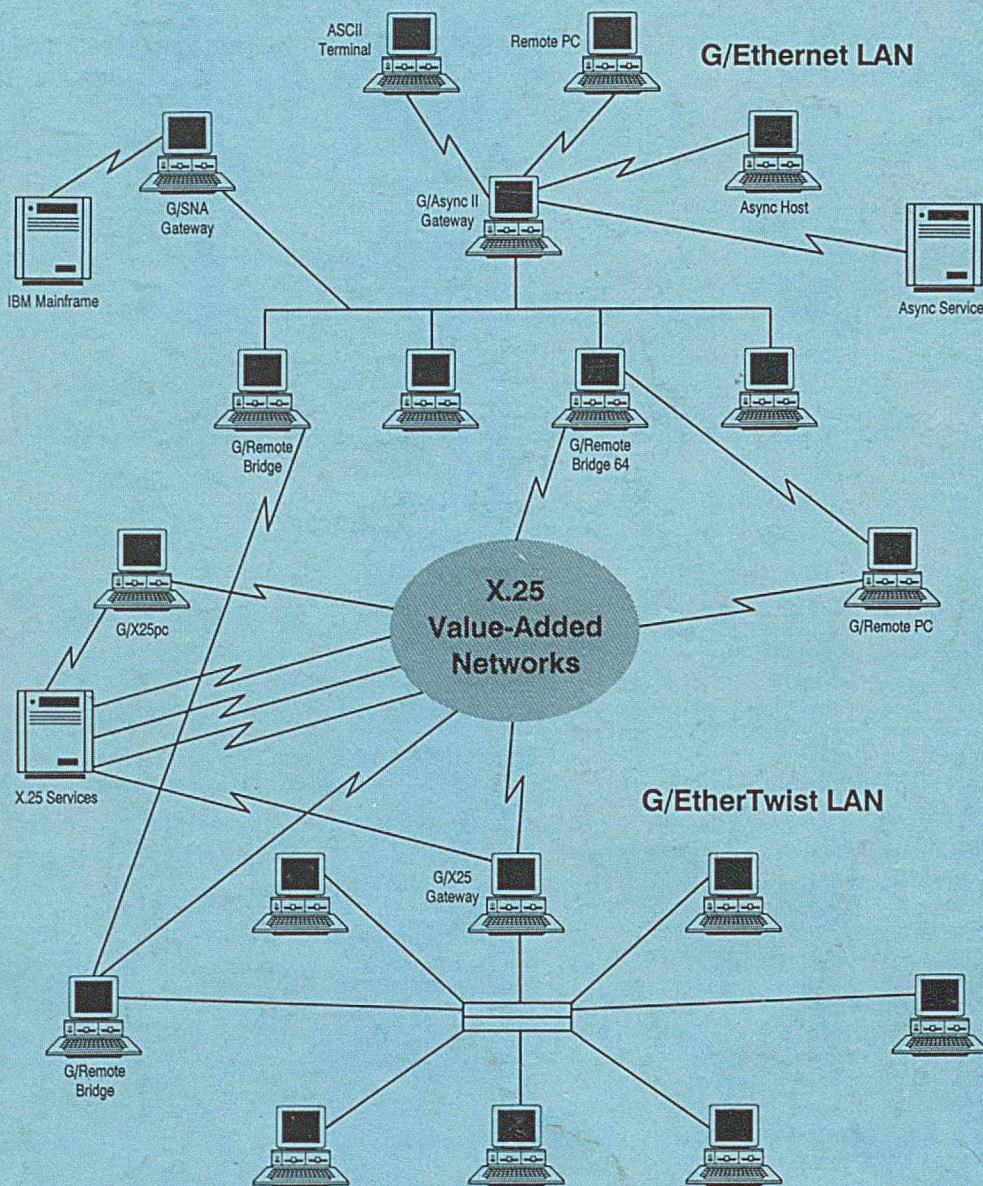 ASCII
Terminal
Remote PC
G/Ethernet LAN
G/SNA
Gateway
G/Async II
Gateway
Async Host
IBM Mainframe
Async Service
G/Remote
Bridge
G/Remote
Bridge 64
G/X25pc
X.25
Value-Added
Networks
G/Remote PC
X.25 Services
G/EtherTwist LAN
G/X25
Gateway
G/Remote
Bridge